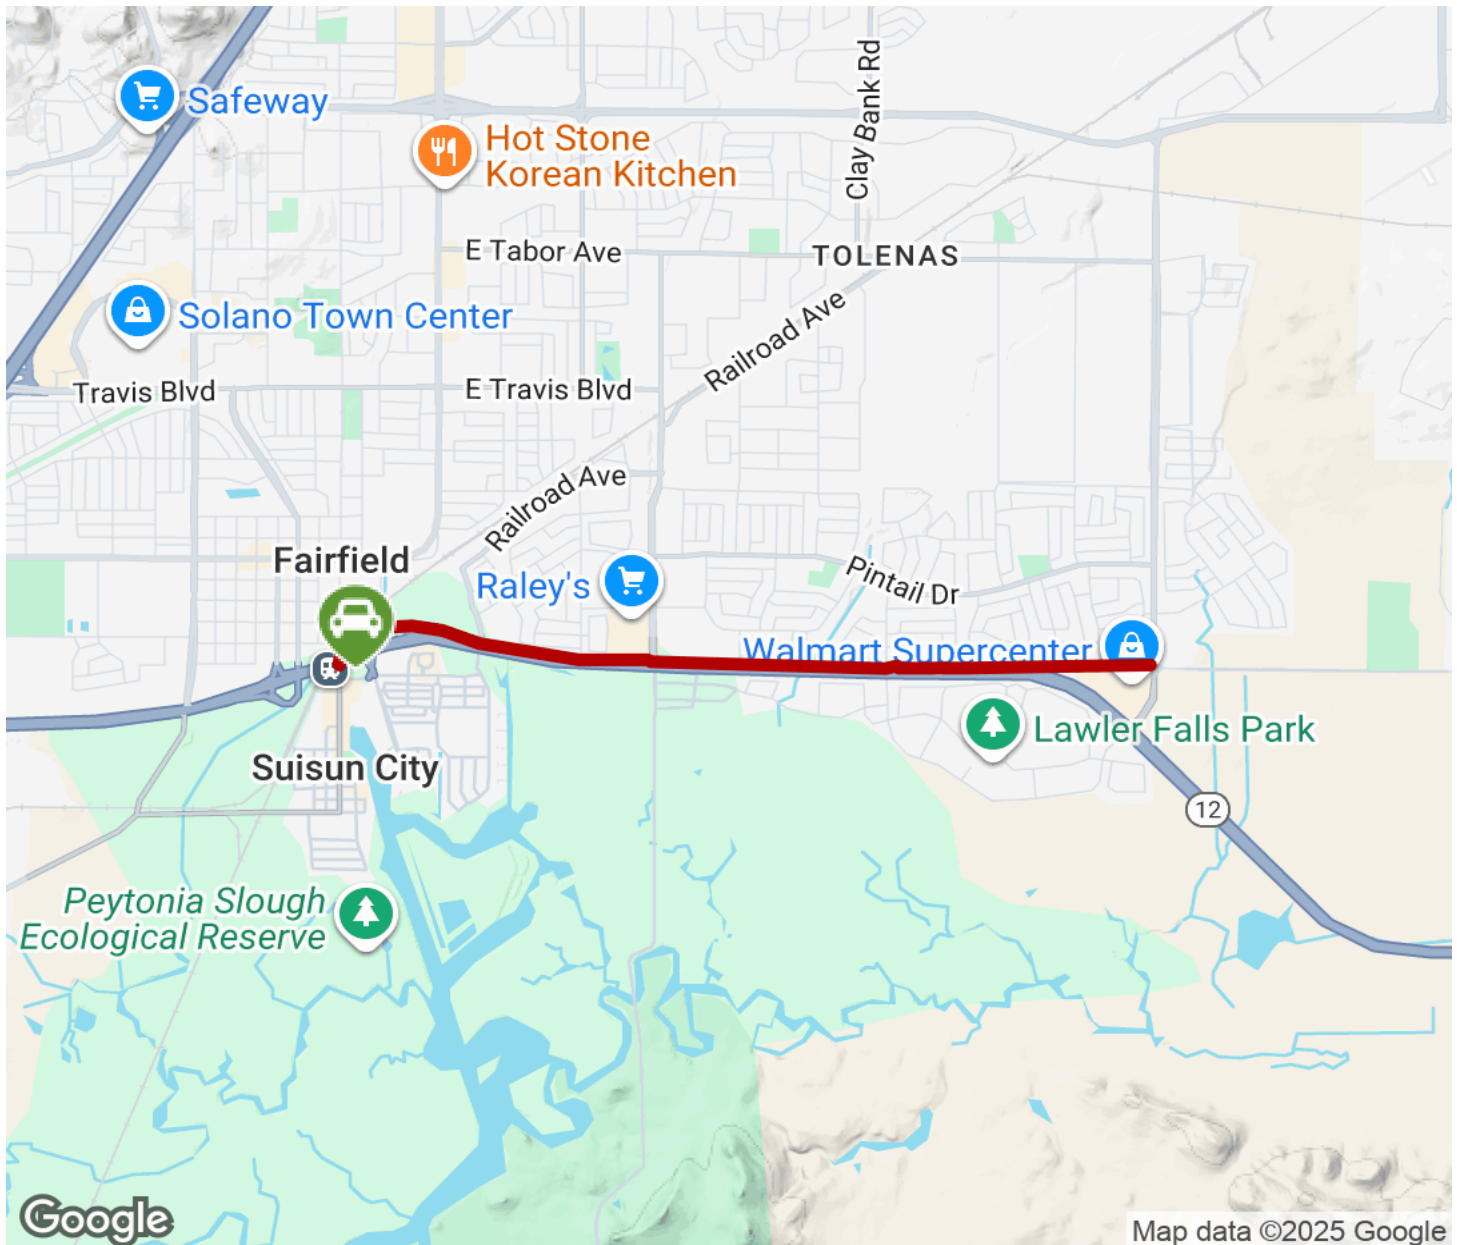 Safeway
Clay Bank Rd
Hot Stone
Korean Kitchen
E Tabor Ave
TOLENAS
Solano Town Center
Railroad Ave
Travis Blvd
E Travis Blvd
Railroad Ave
Fairfield
Raley's
Pintail Dr
Walmart Supercenter
Lawler Falls Park
Suisun City
12
Peytonia Slough
Ecological Reserve
Google
Map data ©2025 Google